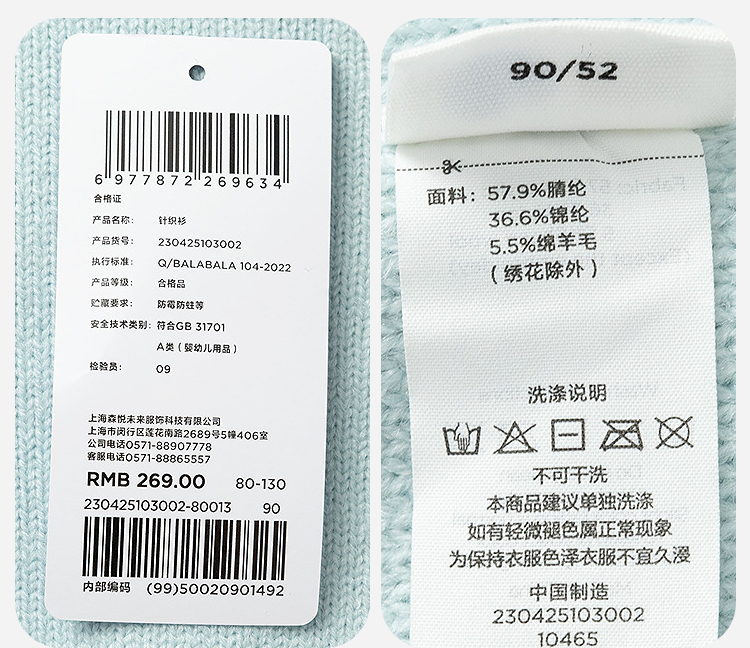 6 977872 269634
合格证
产品名称: 针织衫
产品货号: 230425103002
执行标准: Q/BALABALA 104-2022
产品等级: 合格品
贮藏要求: 防霉防蛀等
安全技术类别: 符合GB 31701
A类 ( 婴幼儿用品 )
检验员: 09
上海森悦未来服饰科技有限公司
上海市闵行区莲花南路2689号5幢406室
公司电话0571-88907778
客服电话0571-88865557
RMB 269.00 80-130
230425103002-80013 90
内部编码 (99)50020901492
90/52
面料: 57.9%腈纶
36.6%锦纶
5.5%绵羊毛
( 绣花除外 )
洗涤说明
不可干洗
本商品建议单独洗涤
如有轻微褪色属正常现象
为保持衣服色泽衣服不宜久浸
中国制造
230425103002
10465